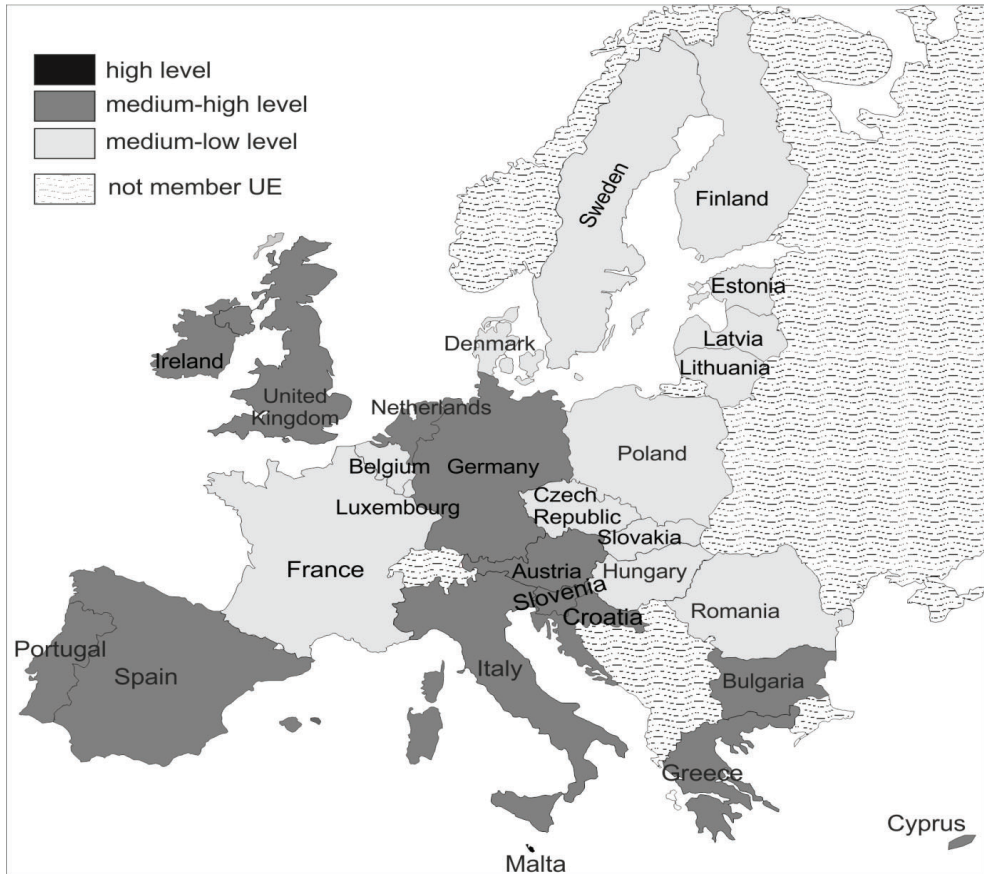 high level
medium-high level
medium-low level
not member UE
Sweden
Finland
Estonia
Latvia
Lithuania
Denmark
Ireland
United
Kingdom
Netherlands
Belgium
Germany
Poland
Luxembourg
Czech
Republic
Slovakia
France
Austria
Hungary
Slovenia
Croatia
Romania
Portugal
Spain
Italy
Bulgaria
Greece
Cyprus
Malta